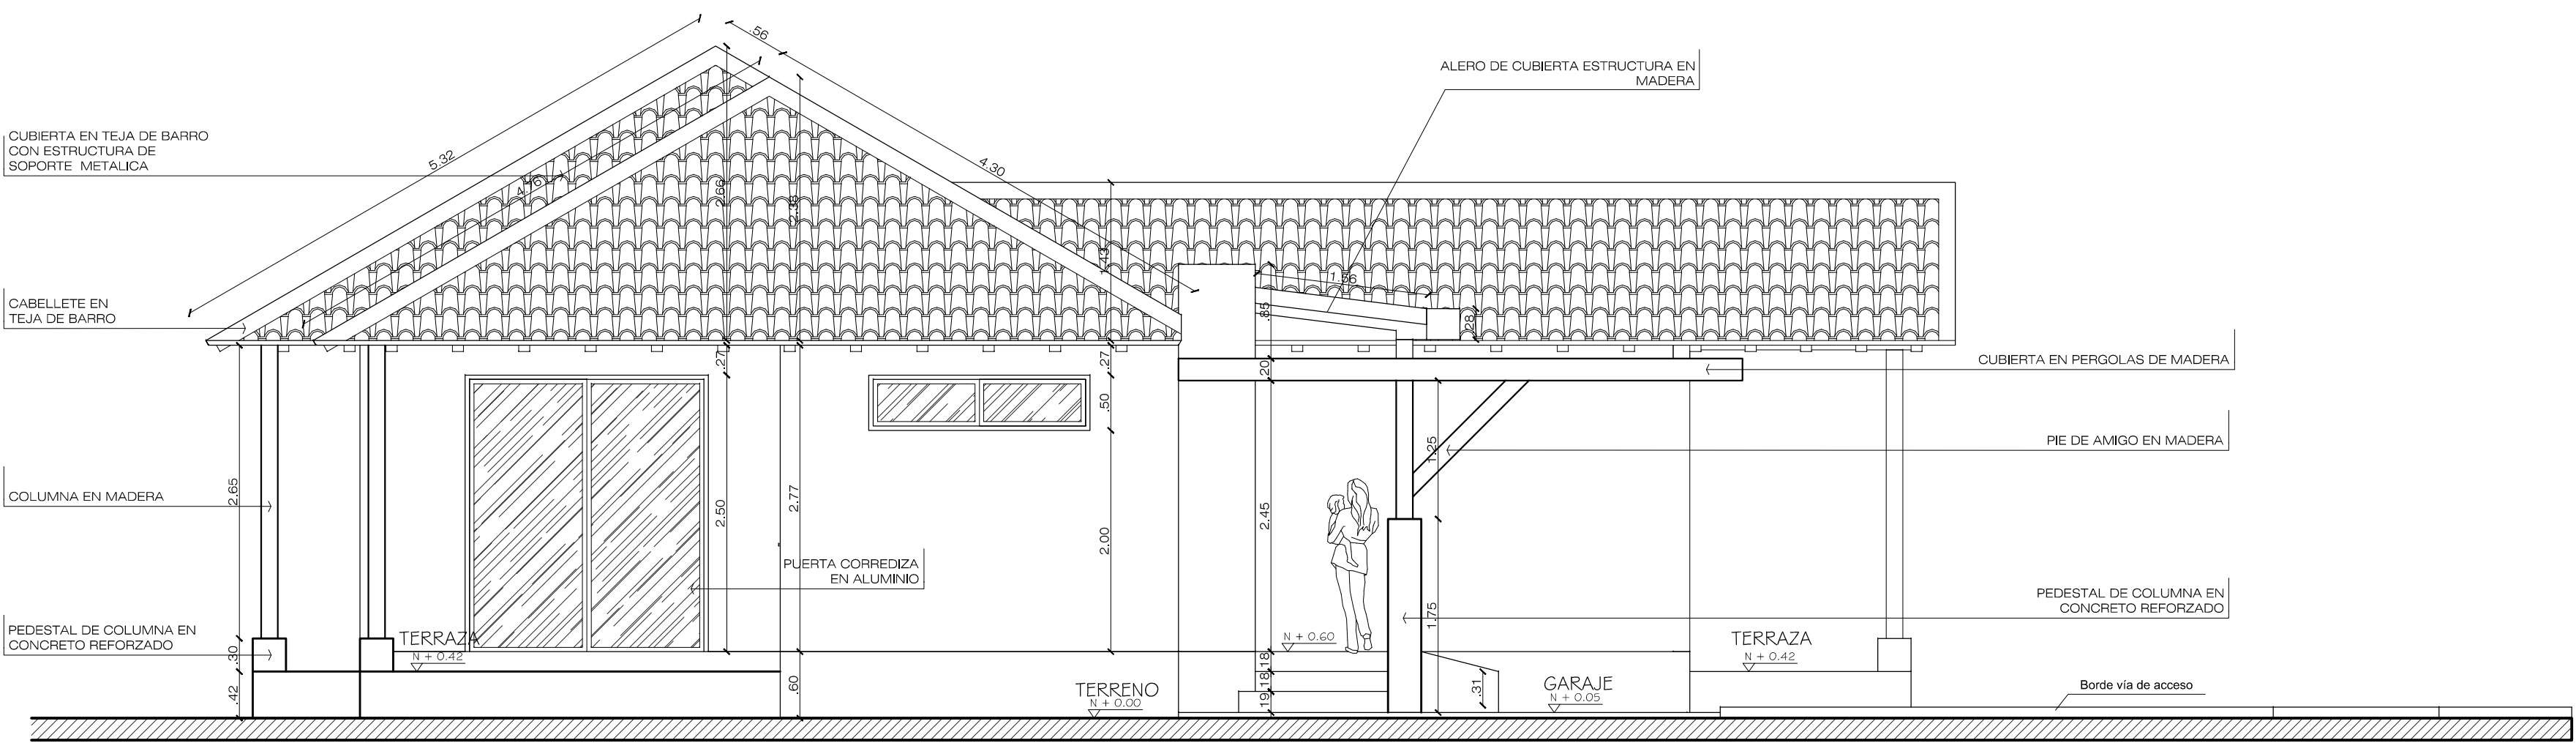 .56
ALERO DE CUBIERTA ESTRUCTURA EN
MADERA
CUBIERTA EN TEJA DE BARRO
CON ESTRUCTURA DE
SOPORTE METALICA
5.32
4.76
2.66
2.38
4.30
1.43
1.56
.85
.28
CABELLETE EN
TEJA DE BARRO
.27
.27
.20
CUBIERTA EN PERGOLAS DE MADERA
.50
1.25
PIE DE AMIGO EN MADERA
COLUMNA EN MADERA
2.65
2.50
2.77
2.00
2.45
PUERTA CORREDIZA
EN ALUMINIO
1.75
PEDESTAL DE COLUMNA EN
CONCRETO REFORZADO
PEDESTAL DE COLUMNA EN
CONCRETO REFORZADO
.30
.42
TERRAZA
N + 0.42
.60
N + 0.60
.18
.18
.19
TERRENO
N + 0.00
.31
GARAJE
N + 0.05
TERRAZA
N + 0.42
Borde vía de acceso